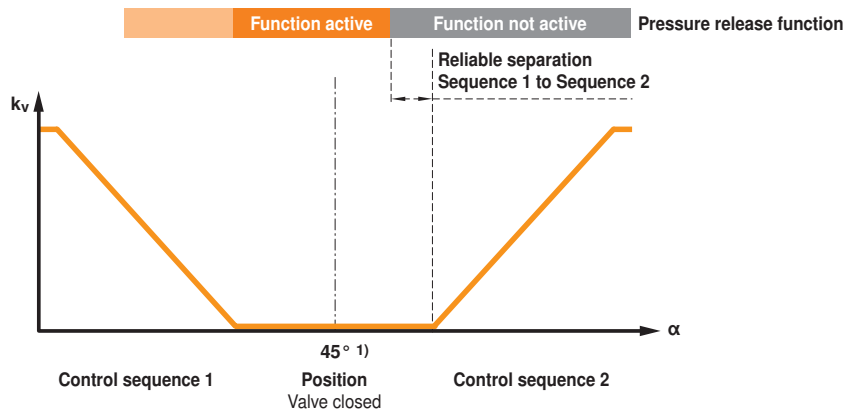 Function active
Function not active
Pressure release function
Reliable separation
Sequence 1 to Sequence 2
kv
α
45° 1)
Control sequence 1
Position
Valve closed
Control sequence 2